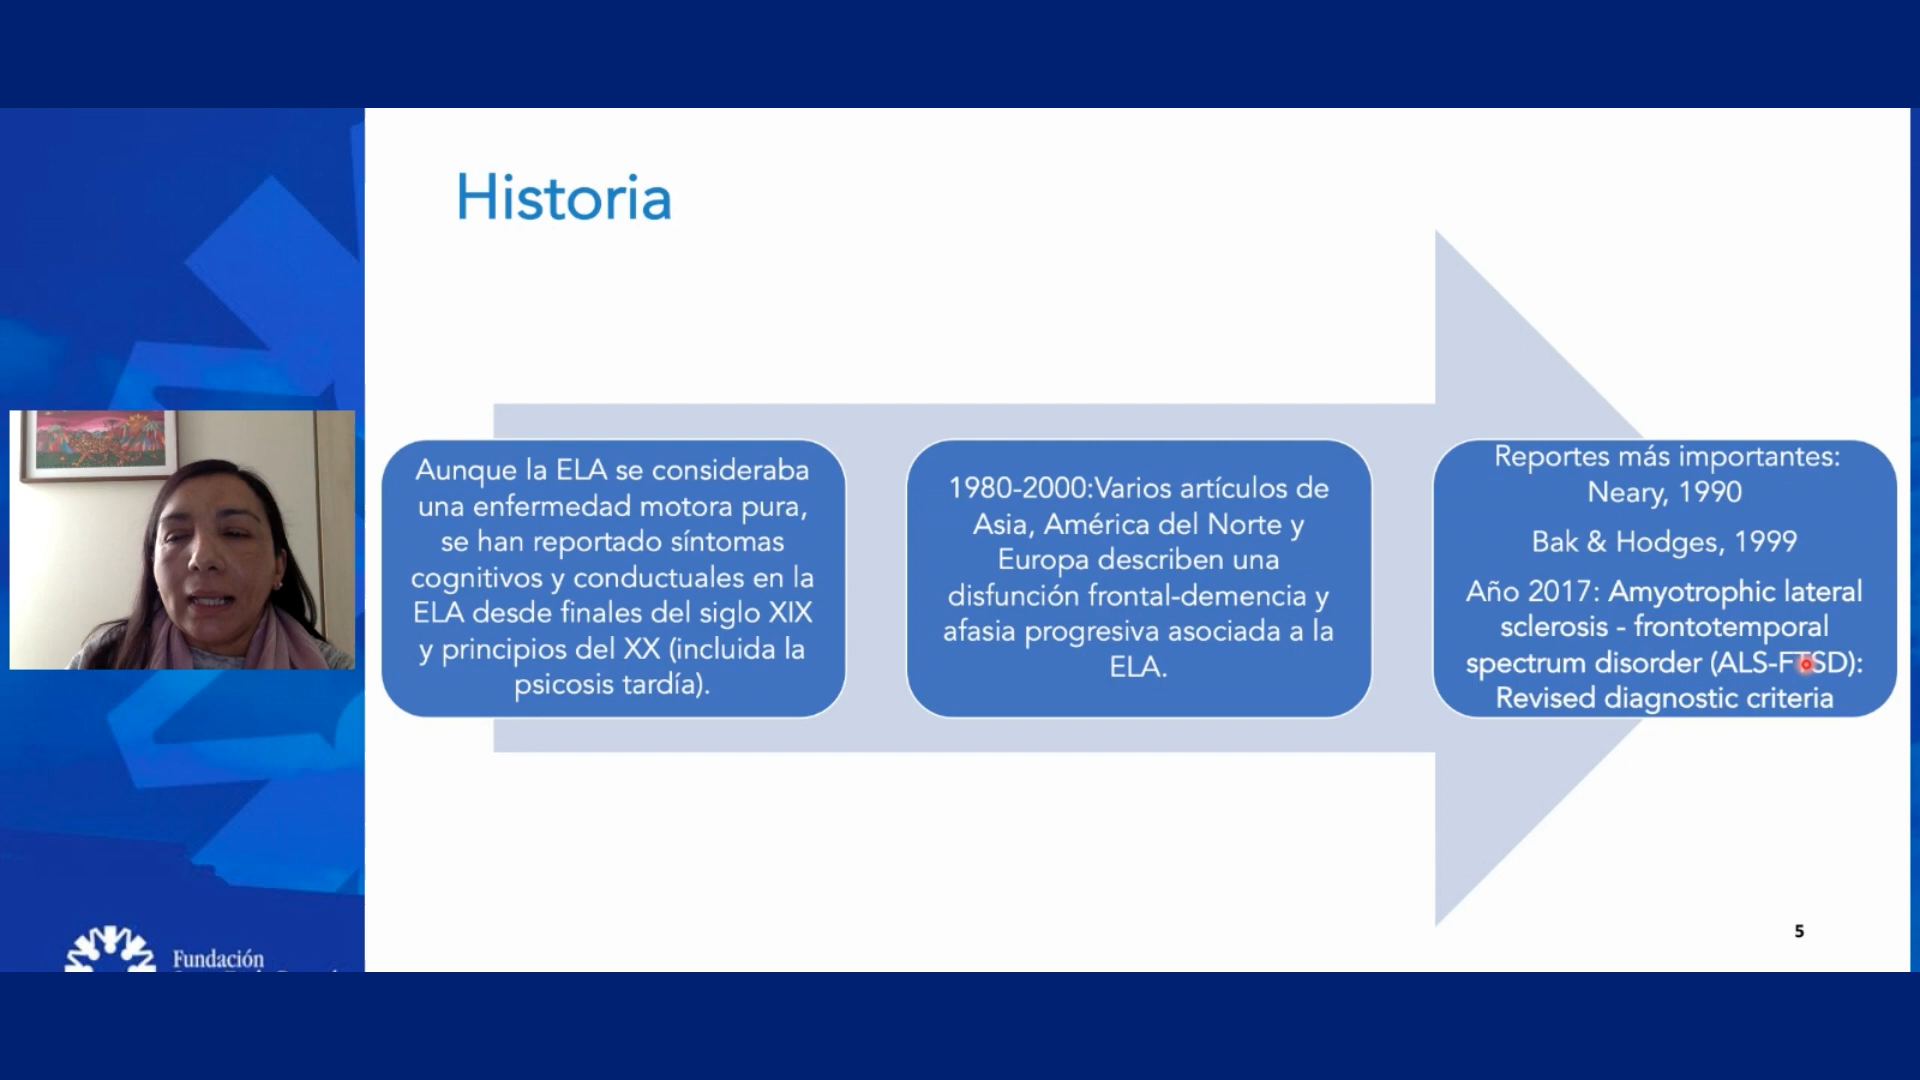 Historia
Aunque la ELA se consideraba
una enfermedad motora pura,
se han reportado síntomas
cognitivos y conductuales en la
ELA desde finales del siglo XIX
y principios del XX (incluida la
psicosis tardía).
1980-2000:Varios artículos de
Asia, América del Norte y
Europa describen una
disfunción frontal-demencia y
afasia progresiva asociada a la
ELA.
Reportes más importantes:
Neary, 1990
Bak & Hodges, 1999
Año 2017: Amyotrophic lateral
sclerosis - frontotemporal
spectrum disorder (ALS-FTSD):
Revised diagnostic criteria
5
Fundación